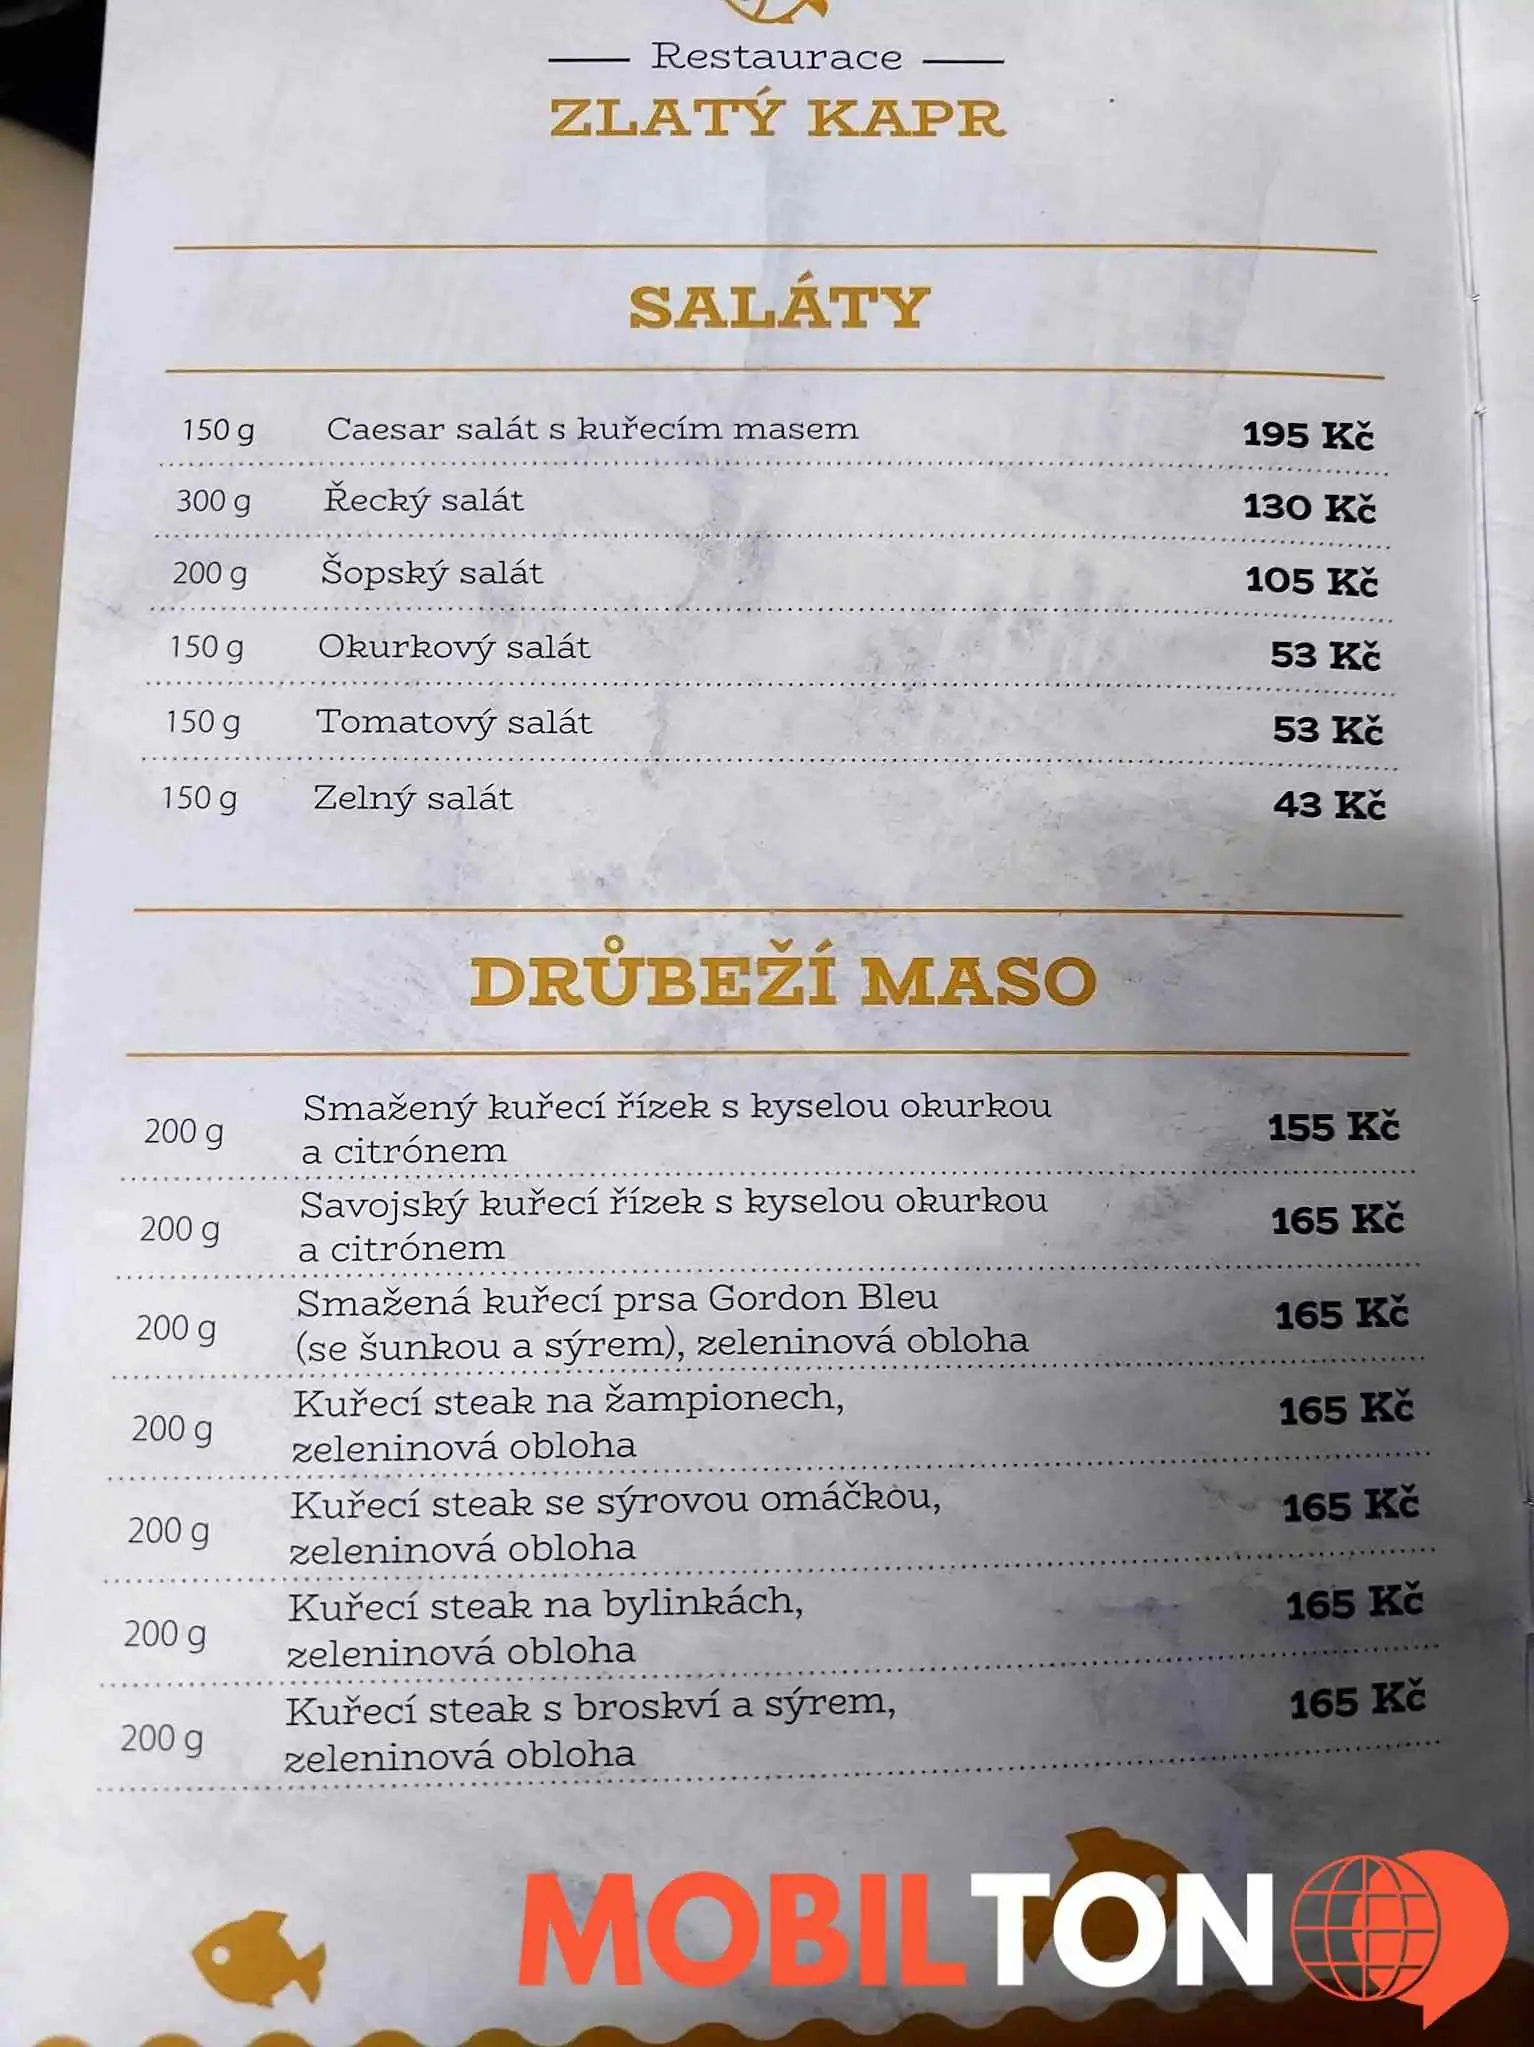 Restaurace
ZLATÝ KAPR
SALÁTY
150 g Caesar salát s kuřecím masem 195 Kč
300 g Řecký salát 130 Kč
200 g Šopský salát 105 Kč
150 g Okurkový salát 53 Kč
150 g Tomatový salát 53 Kč
150 g Zelný salát 43 Kč
DRŮBEŽÍ MASO
200 g Smažený kuřecí řízek s kyselou okurkou 155 Kč
a citrónem
200 g Savojský kuřecí řízek s kyselou okurkou 165 Kč
a citrónem
200 g Smažená kuřecí prsa Gordon Bleu 165 Kč
(se šunkou a sýrem), zeleninová obloha
200 g Kuřecí steak na žampionech, 165 Kč
zeleninová obloha
200 g Kuřecí steak se sýrovou omáčkou, 165 Kč
zeleninová obloha
200 g Kuřecí steak na bylinkách, 165 Kč
zeleninová obloha
200 g Kuřecí steak s broskví a sýrem, 165 Kč
zeleninová obloha
MOBILTON